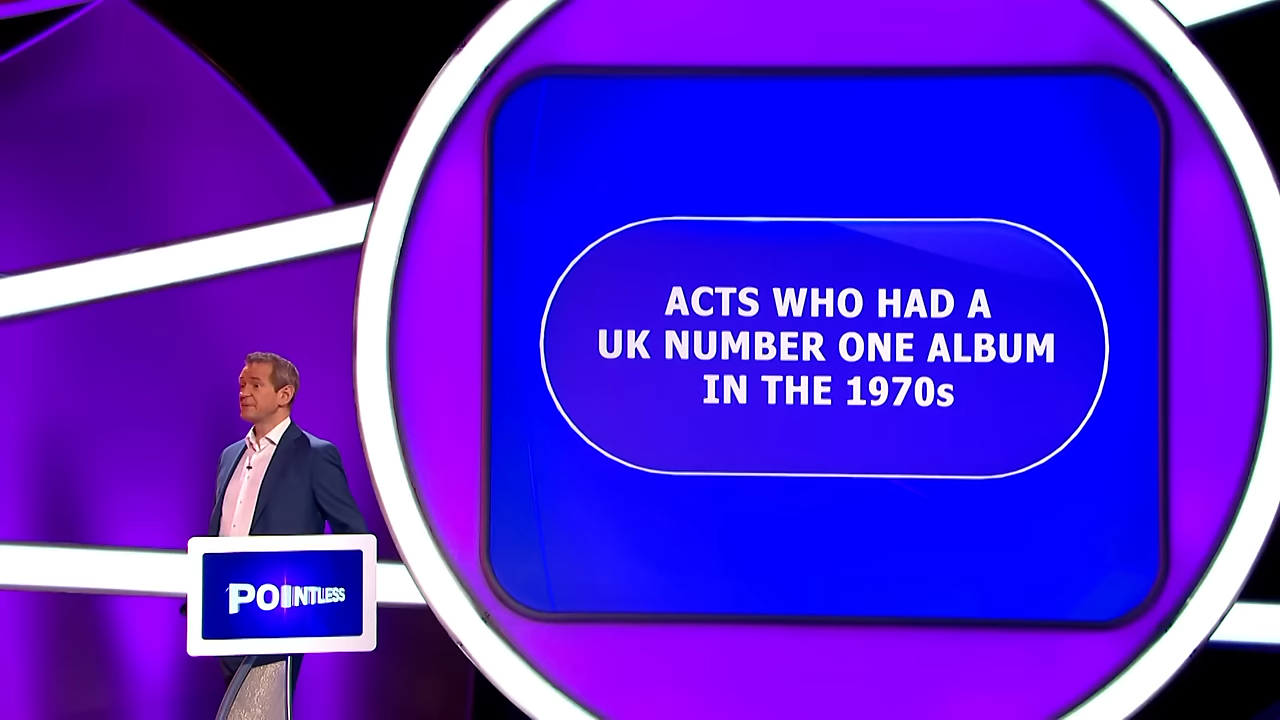 ACTS WHO HAD A
UK NUMBER ONE ALBUM
IN THE 1970s
POINTLESS